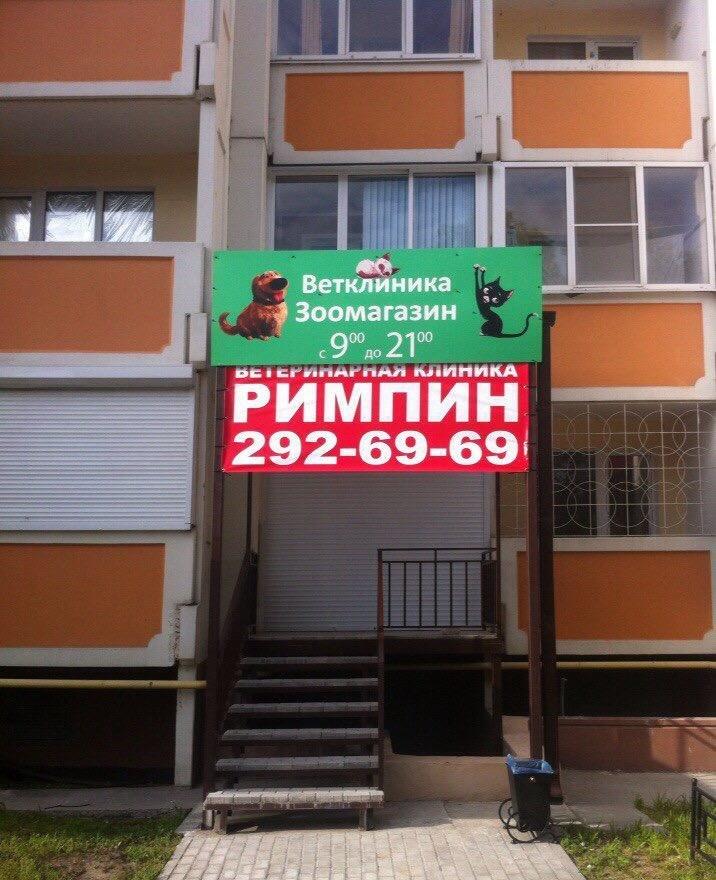 Ветклиника
Зоомагазин
с 9⁰⁰ до 21⁰⁰
ВЕТЕРИНАРНАЯ КЛИНИКА
РИМПИН
292-69-69